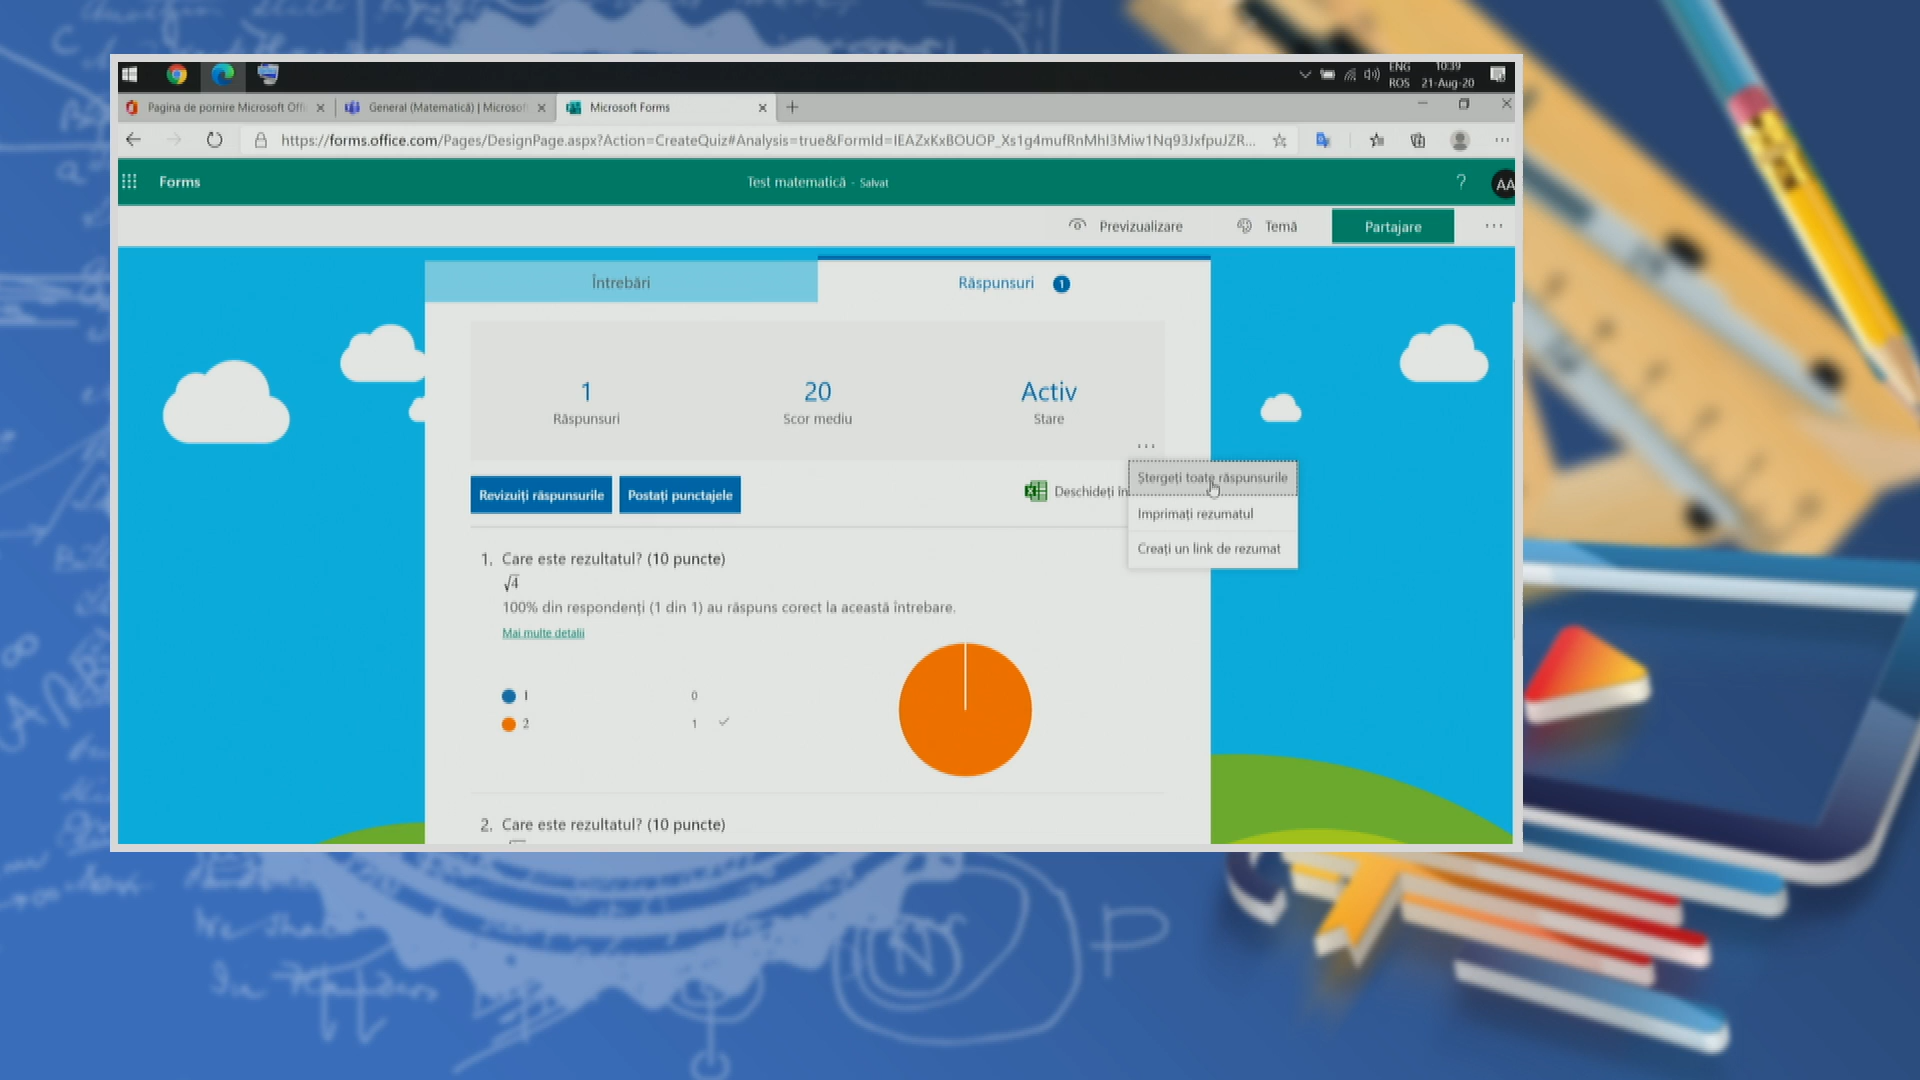 ENG
10:39
ROS
21-Aug-20
Pagina de pornire Microsoft Offi
General (Matematică) | Microsof
Microsoft Forms
https://forms.office.com/Pages/DesignPage.aspx?Action=CreateQuiz#Analysis=true&FormId=IEAZxKxBOUOP_Xs1g4mufRnMhI3Miw1Nq93JxfpuJZR...
Forms
Test matematică - Salvat
?
AA
Previzualizare
Temă
Partajare
...
Întrebări
Răspunsuri
1
1
20
Activ
Răspunsuri
Scor mediu
Stare
...
Revizuiți răspunsurile
Postați punctajele
Deschideți în
Ștergeți toate răspunsurile
Imprimați rezumatul
Creați un link de rezumat
1. Care este rezultatul? (10 puncte)
√4
100% din respondenți (1 din 1) au răspuns corect la această întrebare.
Mai multe detalii
1 0
2 1 ✓
2. Care este rezultatul? (10 puncte)
P